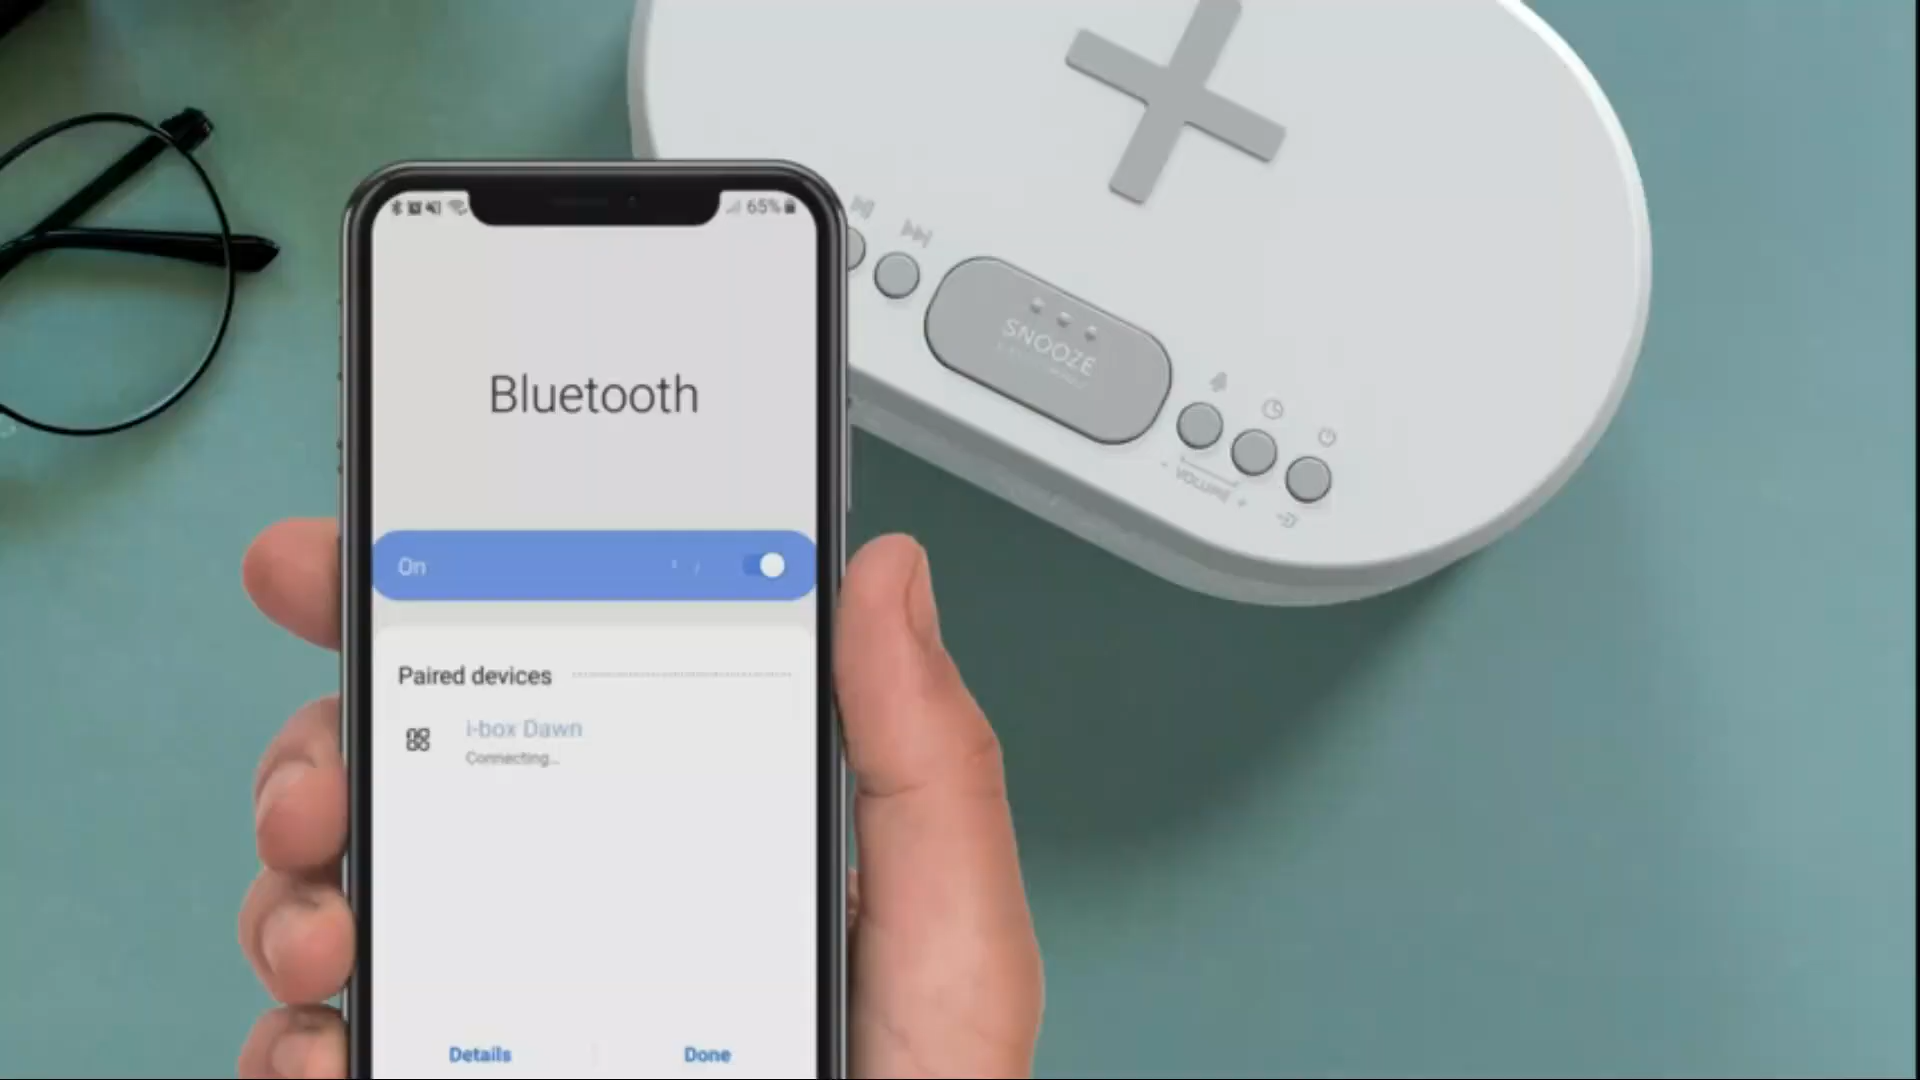 65%
Bluetooth
On
Paired devices
i-box Dawn
Connecting...
Details
Done
SNOOZE
- VOLUME +